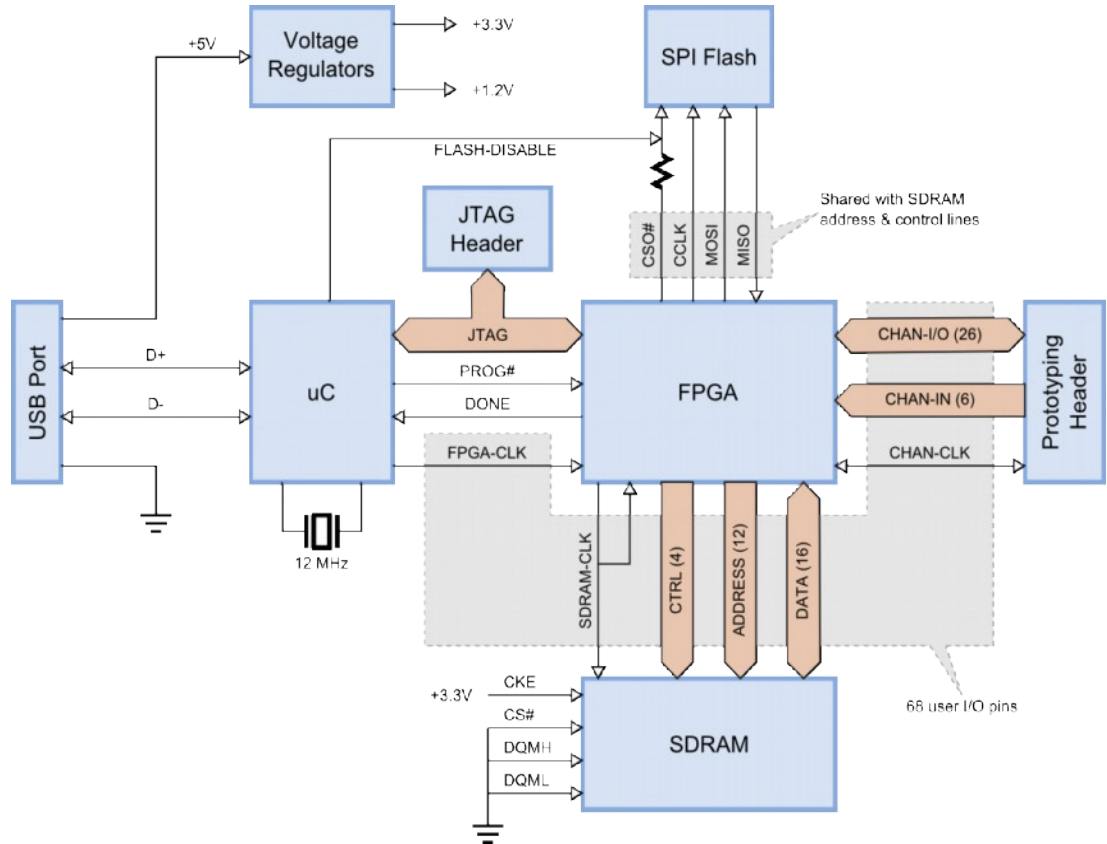 +5V
Voltage
Regulators
+3.3V
+1.2V
SPI Flash
FLASH-DISABLE
Shared with SDRAM
address & control lines
JTAG
Header
CSO#
CCLK
MOSI
MISO
USB Port
D+
D-
uC
JTAG
PROG#
DONE
FPGA-CLK
FPGA
CHAN-I/O (26)
CHAN-IN (6)
CHAN-CLK
Prototyping
Header
12 MHz
SDRAM-CLK
CTRL (4)
ADDRESS (12)
DATA (16)
+3.3V
CKE
CS#
DQMH
DQML
SDRAM
68 user I/O pins